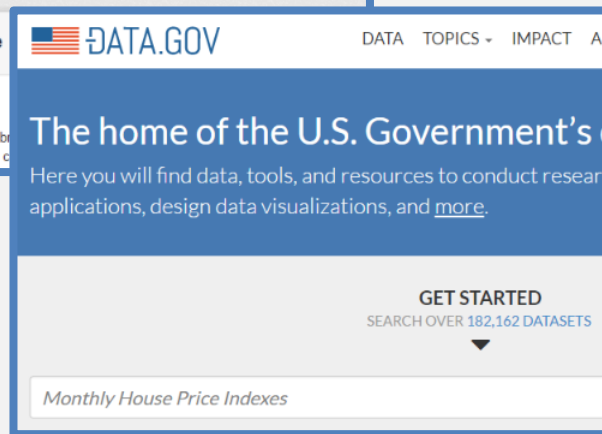 DATA.GOV
DATA TOPICS IMPACT A
The home of the U.S. Government's
Here you will find data, tools, and resources to conduct resear
applications, design data visualizations, and more.
GET STARTED
SEARCH OVER 182,162 DATASETS
Monthly House Price Indexes